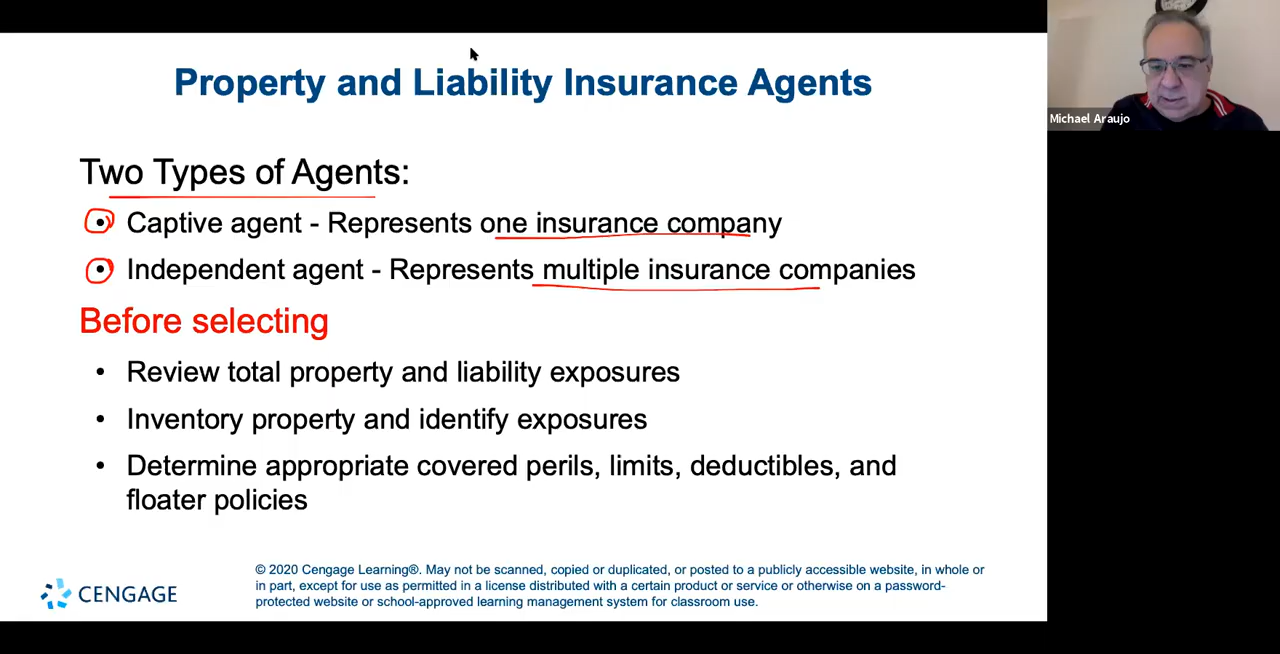 Property and Liability Insurance Agents
Michael Araujo
Two Types of Agents:
• Captive agent - Represents one insurance company
• Independent agent - Represents multiple insurance companies
Before selecting
• Review total property and liability exposures
• Inventory property and identify exposures
• Determine appropriate covered perils, limits, deductibles, and
floater policies
© 2020 Cengage Learning®. May not be scanned, copied or duplicated, or posted to a publicly accessible website, in whole or
in part, except for use as permitted in a license distributed with a certain product or service or otherwise on a password-
protected website or school-approved learning management system for classroom use.
CENGAGE